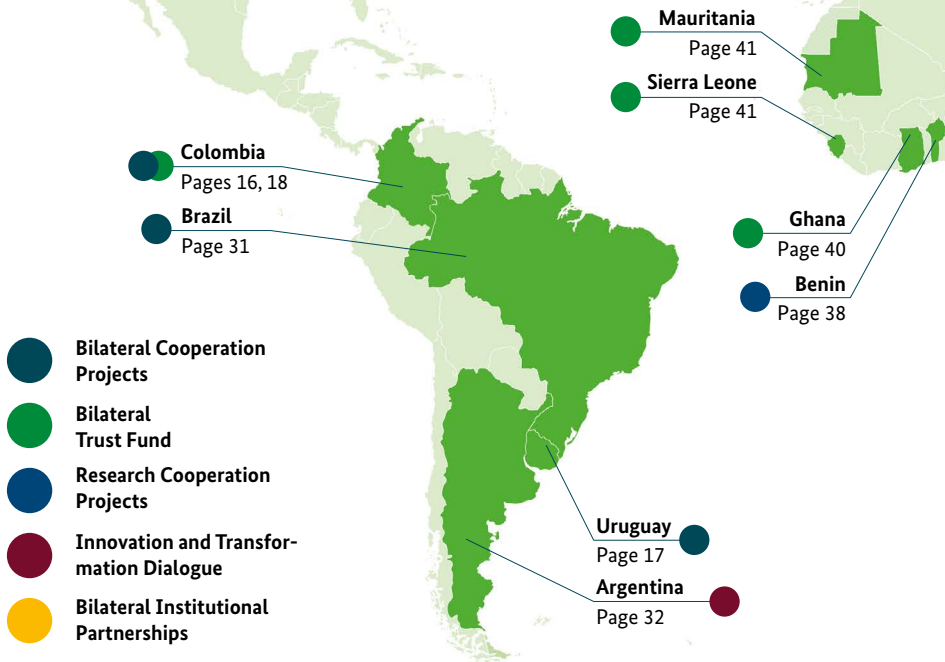 Mauritania
Page 41
Sierra Leone
Page 41
Colombia
Pages 16, 18
Brazil
Page 31
Ghana
Page 40
Benin
Page 38
Bilateral Cooperation
Projects
Bilateral
Trust Fund
Research Cooperation
Projects
Innovation and Transfor-
mation Dialogue
Bilateral Institutional
Partnerships
Uruguay
Page 17
Argentina
Page 32